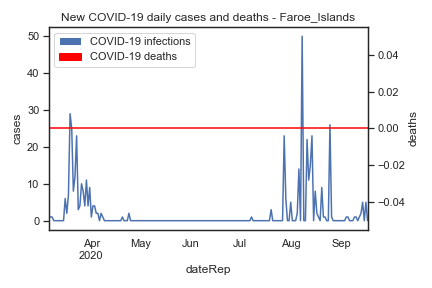 New COVID-19 daily cases and deaths - Faroe_Islands
COVID-19 infections
COVID-19 deaths
50
40
30
20
10
0
cases
0.04
0.02
0.00
−0.02
−0.04
deaths
Apr
2020
May
Jun
Jul
Aug
Sep
dateRep